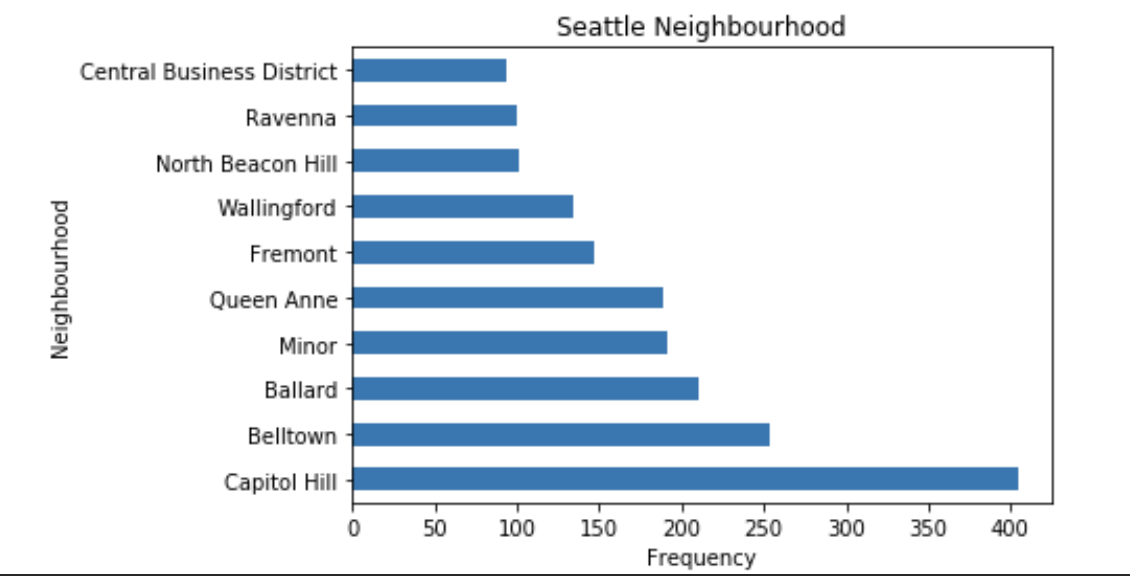 Seattle Neighbourhood
Central Business District
Ravenna
North Beacon Hill
Wallingford
Fremont
Queen Anne
Minor
Ballard
Belltown
Capitol Hill
Neighbourhood
0 50 100 150 200 250 300 350 400
Frequency